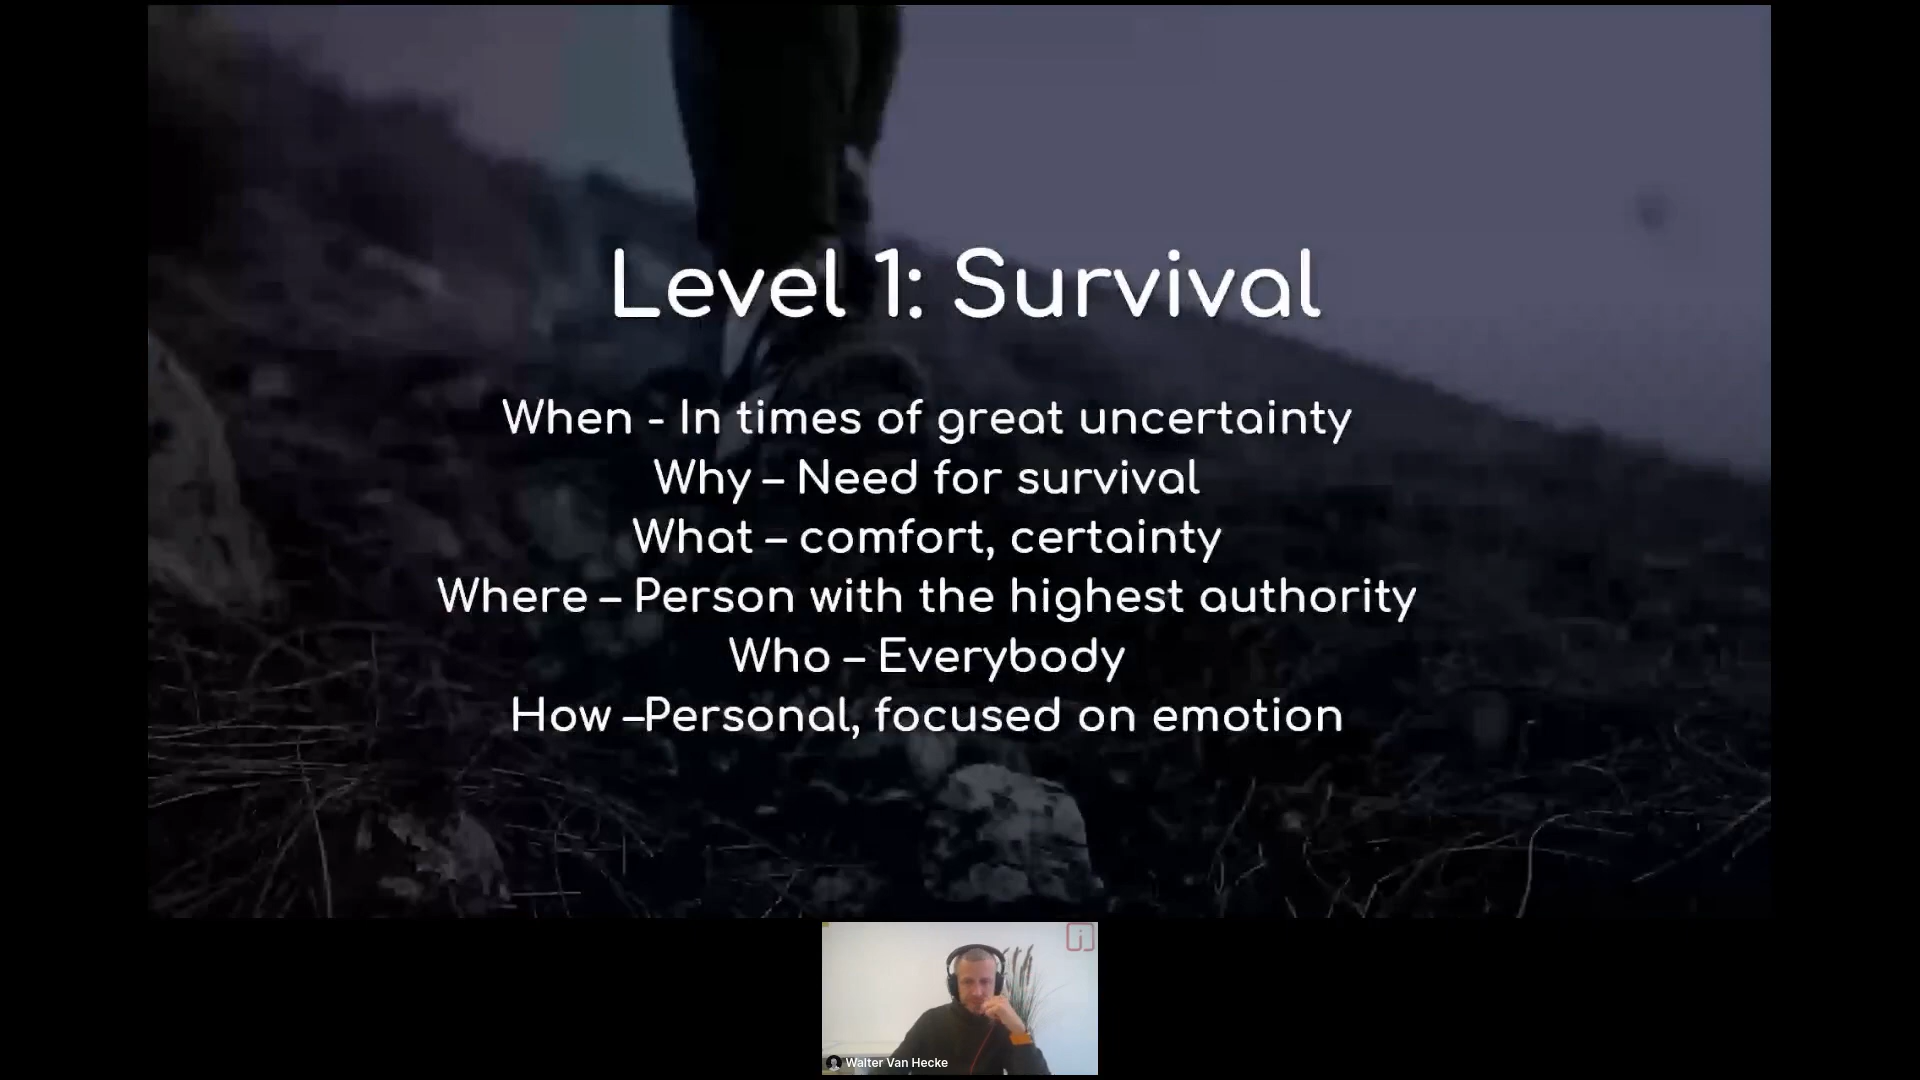 Level 1: Survival
When - In times of great uncertainty
Why – Need for survival
What – comfort, certainty
Where – Person with the highest authority
Who – Everybody
How –Personal, focused on emotion
Walter Van Hecke